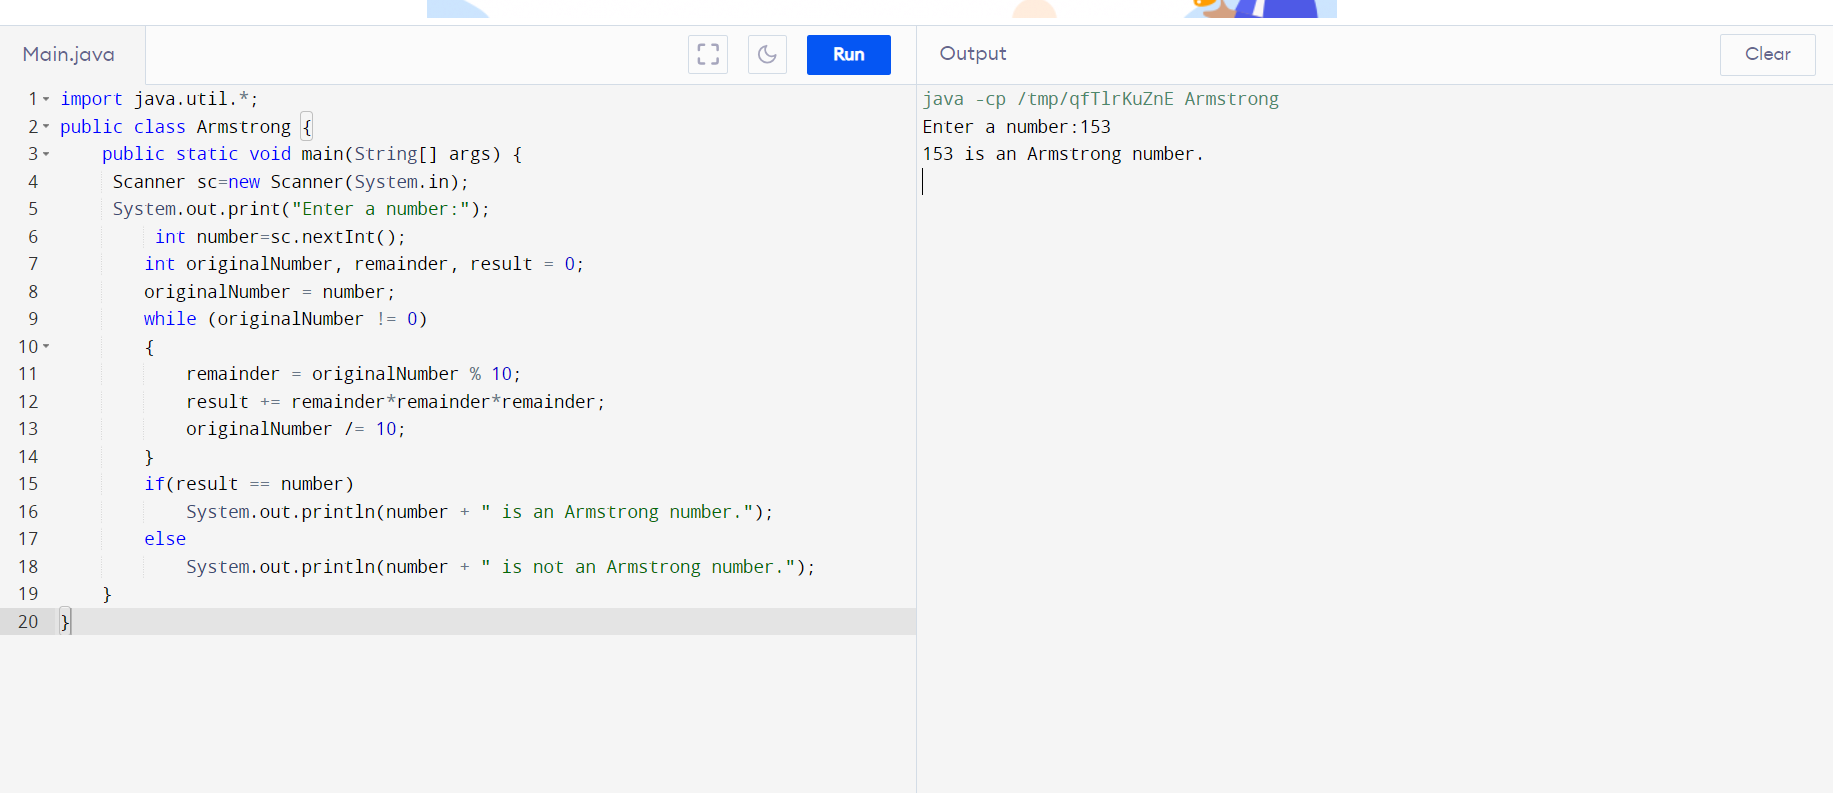 Main.java
Run
Output
Clear
1 import java.util.*;
2 public class Armstrong {
3     public static void main(String[] args) {
4      Scanner sc=new Scanner(System.in);
5      System.out.print("Enter a number:");
6          int number=sc.nextInt();
7         int originalNumber, remainder, result = 0;
8         originalNumber = number;
9         while (originalNumber != 0)
10         {
11             remainder = originalNumber % 10;
12             result += remainder*remainder*remainder;
13             originalNumber /= 10;
14         }
15         if(result == number)
16             System.out.println(number + " is an Armstrong number.");
17         else
18             System.out.println(number + " is not an Armstrong number.");
19     }
20 }
java -cp /tmp/qfTlrKuZnE Armstrong
Enter a number:153
153 is an Armstrong number.